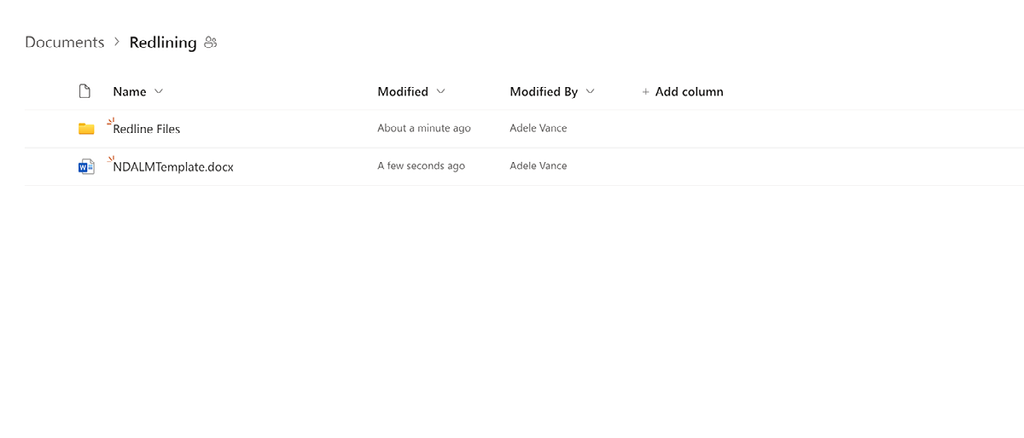 Documents > Redlining
Name Modified Modified By + Add column
Redline Files About a minute ago Adele Vance
NDALMTemplate.docx A few seconds ago Adele Vance